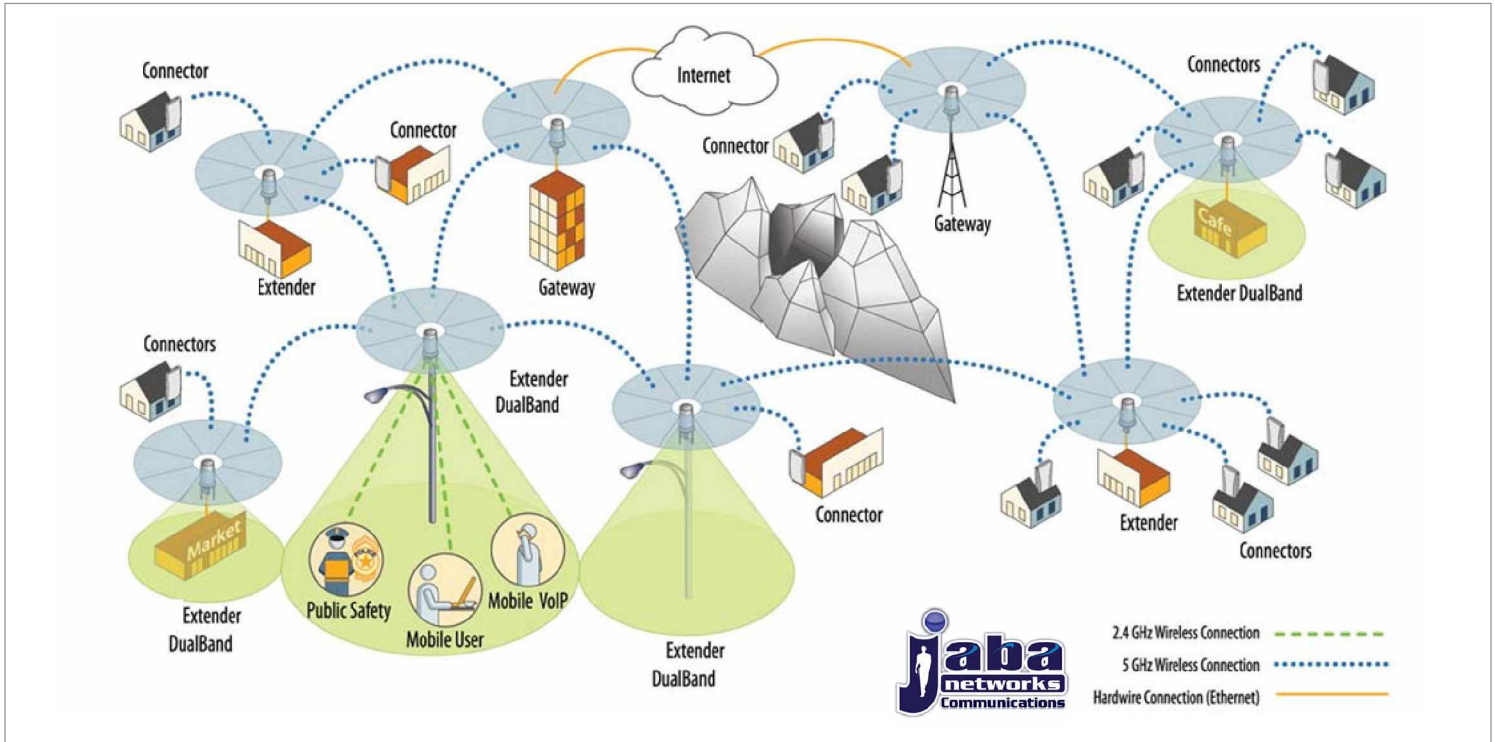 Connector
Internet
Connectors
Connector
Connector
Cafe
Extender
Gateway
Gateway
Extender DualBand
Connectors
Extender
DualBand
Market
Public Safety
POLICE
Mobile VoIP
Mobile User
Connector
Extender
Connectors
Extender
DualBand
Extender
DualBand
jaba
networks
Communications
2.4 GHz Wireless Connection
5 GHz Wireless Connection
Hardwire Connection (Ethernet)